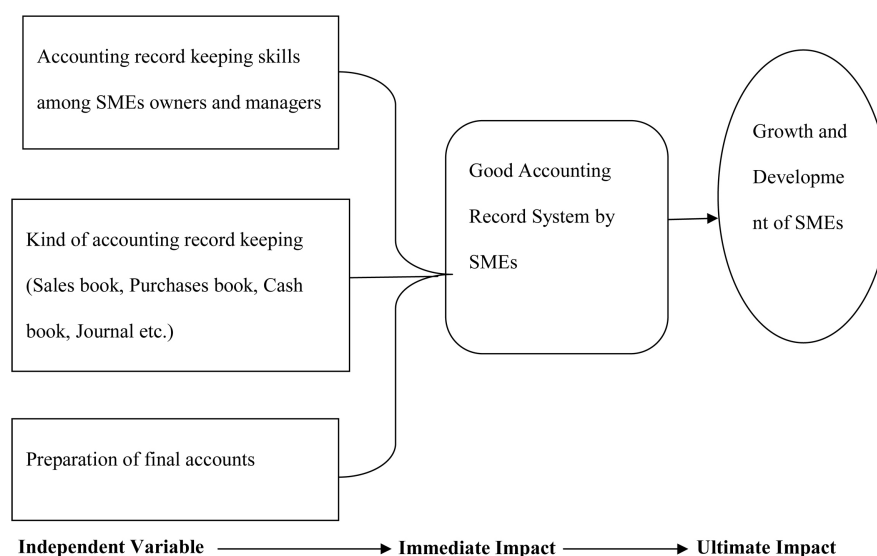 Accounting record keeping skills
among SMEs owners and managers
Kind of accounting record keeping
(Sales book, Purchases book, Cash
book, Journal etc.)
Preparation of final accounts
Good Accounting
Record System by
SMEs
Growth and
Developme
nt of SMEs
Independent Variable Immediate Impact Ultimate Impact